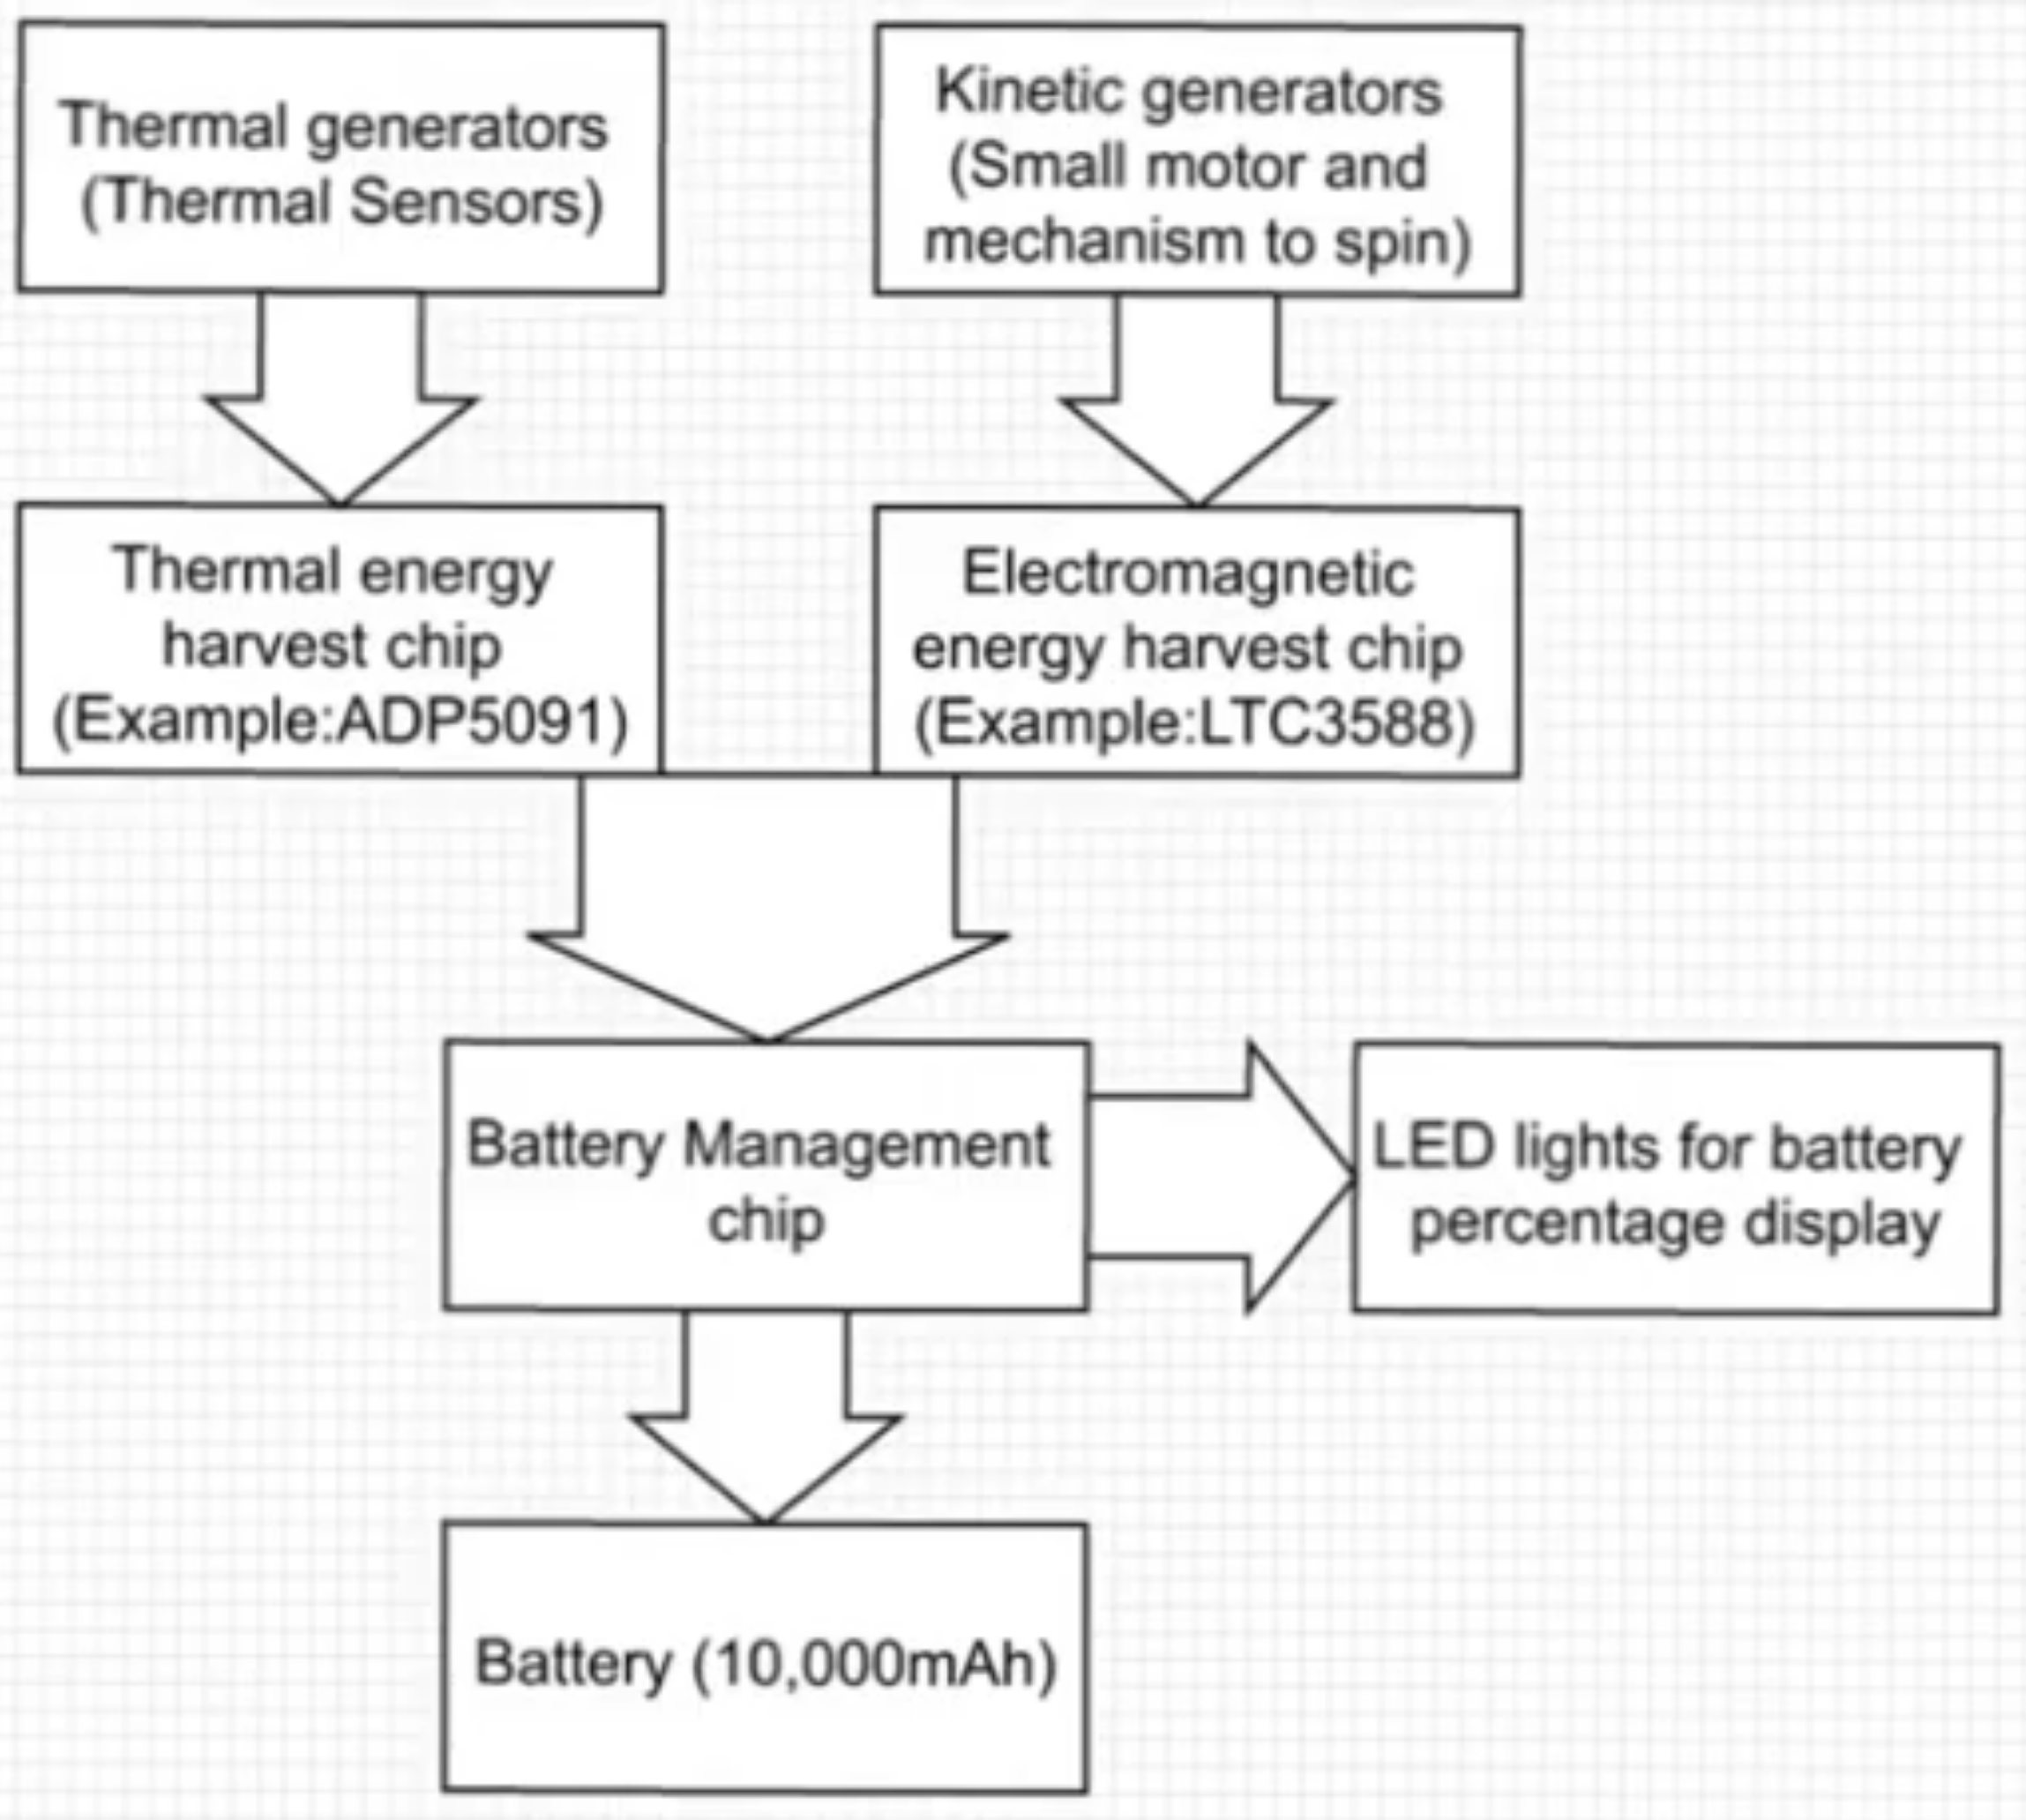 Thermal generators
(Thermal Sensors)
Kinetic generators
(Small motor and
mechanism to spin)
Thermal energy
harvest chip
(Example:ADP5091)
Electromagnetic
energy harvest chip
(Example:LTC3588)
Battery Management
chip
LED lights for battery
percentage display
Battery (10,000mAh)